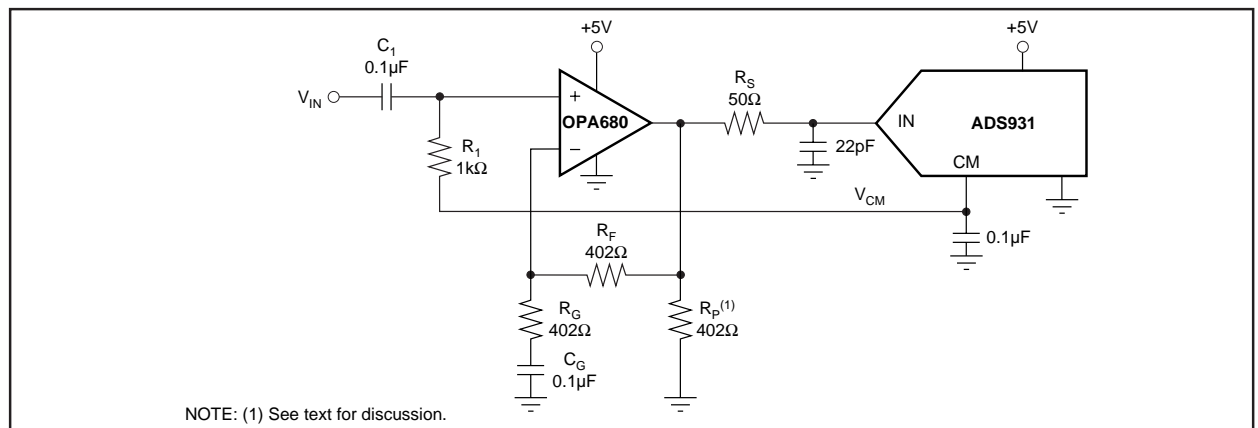 +5V
+5V
C1
0.1µF
RS
50Ω
VIN
+
OPA680
–
IN
ADS931
22pF
CM
R1
1kΩ
VCM
0.1µF
RF
402Ω
RG
402Ω
RP(1)
402Ω
CG
0.1µF
NOTE: (1) See text for discussion.